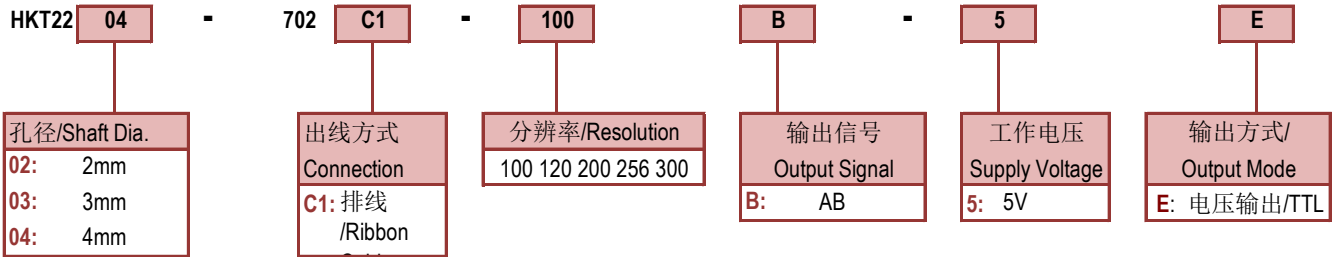 HKT22 04 - 702 C1 - 100 B - 5 E
孔径/Shaft Dia.
02: 2mm
03: 3mm
04: 4mm
出线方式
Connection
C1: 排线
/Ribbon
分辨率/Resolution
100 120 200 256 300
输出信号
Output Signal
B: AB
工作电压
Supply Voltage
5: 5V
输出方式/
Output Mode
E: 电压输出/TTL